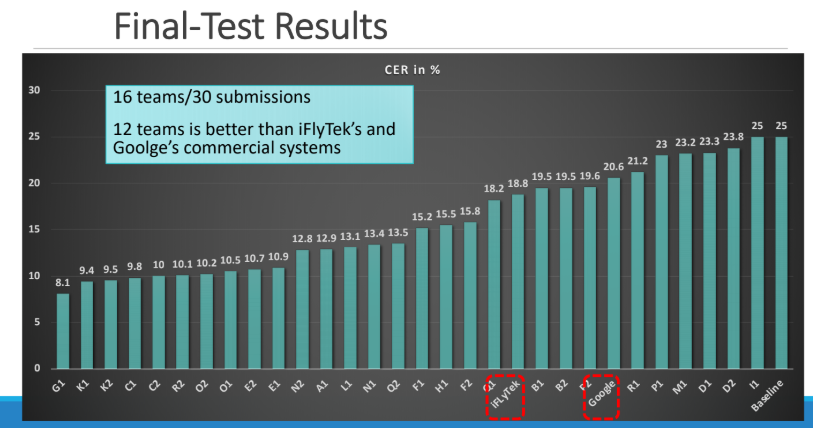 Final-Test Results
CER in %
16 teams/30 submissions
12 teams is better than iFlyTek's and
Goolge's commercial systems
30
25
20
15
10
5
0
8.1 9.4 9.5 9.8 10 10.1 10.2 10.5 10.7 10.9 12.8 12.9 13.1 13.4 13.5 15.2 15.5 15.8 18.2 18.8 19.5 19.5 19.6 20.6 21.2 23 23.2 23.3 23.8 25 25
G1 K1 K2 C1 C2 R2 O2 O1 E2 E1 N2 A1 L1 N1 Q2 F1 H1 F2 iFLyTek B1 B2 Google R1 P1 M1 D1 D2 I1 Baseline